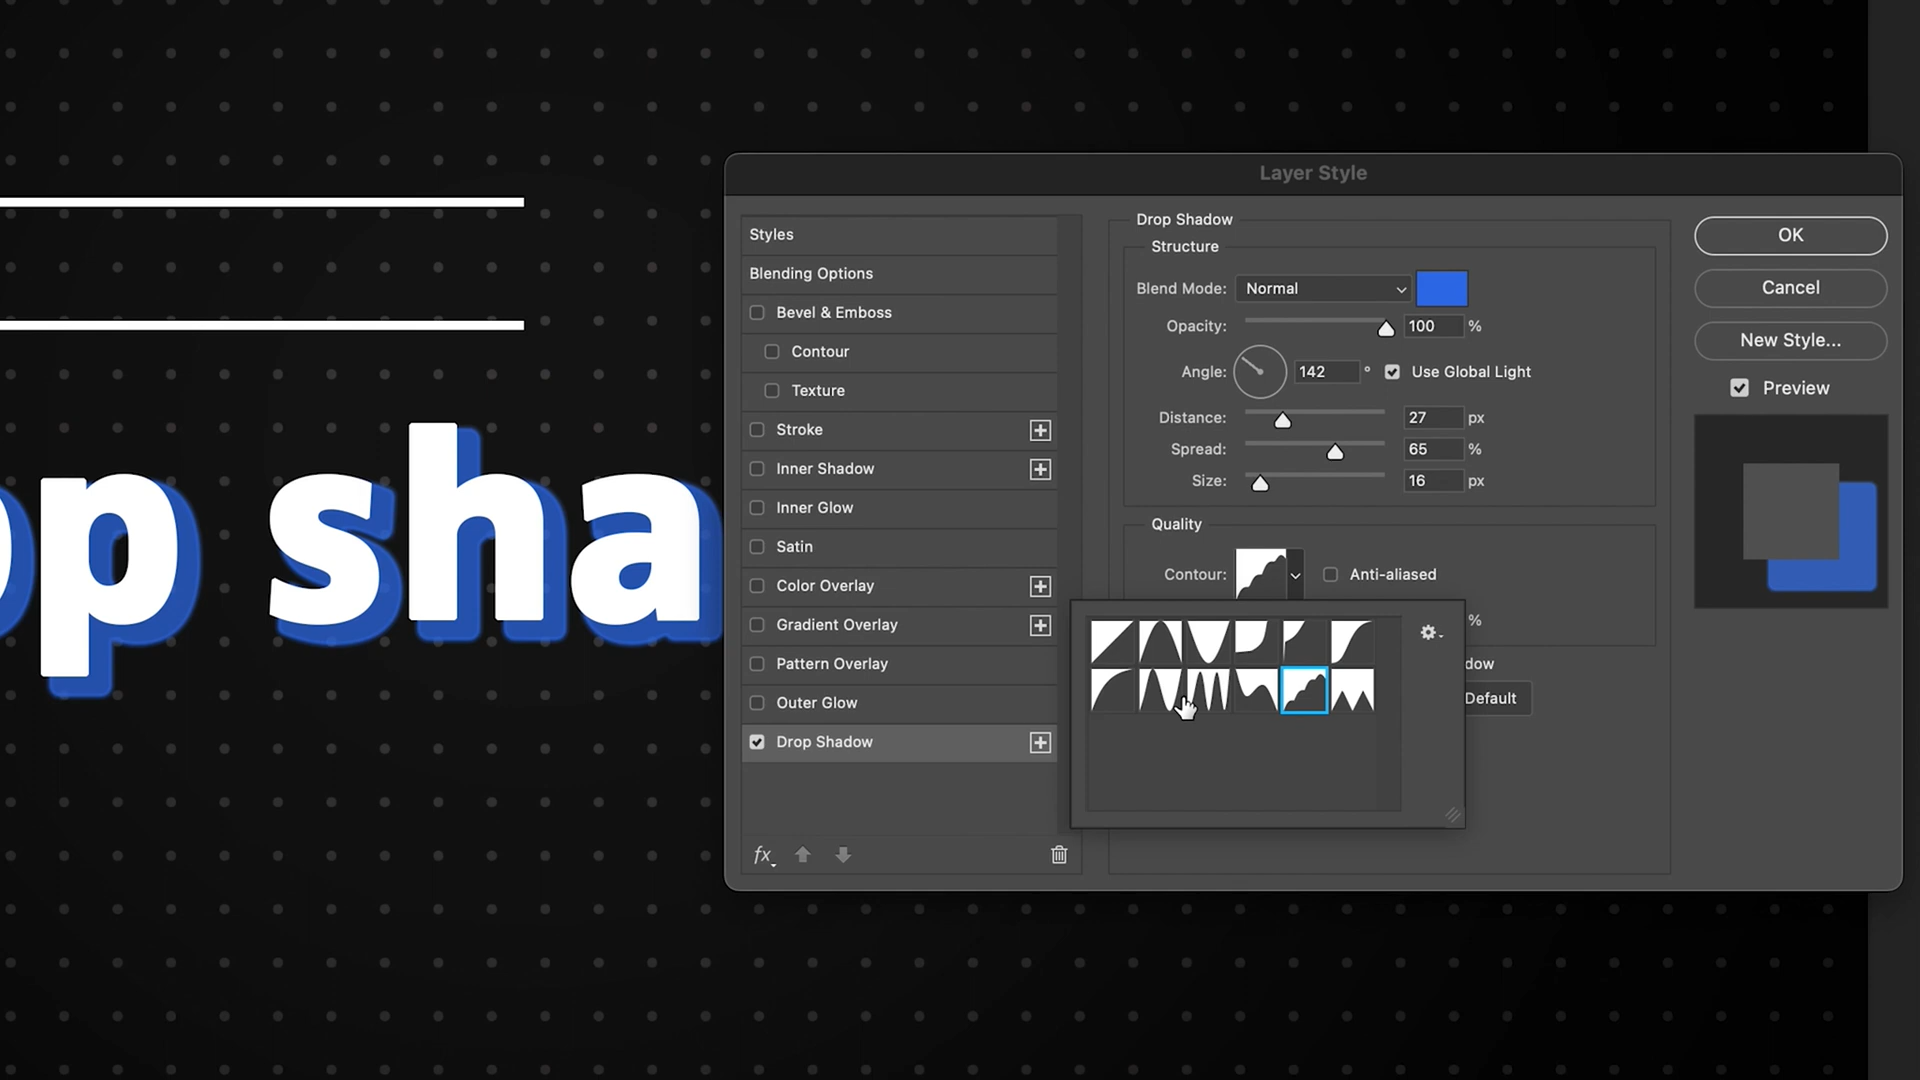 Layer Style
Styles
Blending Options
Bevel & Emboss
Contour
Texture
Stroke
Inner Shadow
Inner Glow
Satin
Color Overlay
Gradient Overlay
Pattern Overlay
Outer Glow
Drop Shadow
fx
Drop Shadow
Structure
Blend Mode: Normal
Opacity: 100 %
Angle: 142 ° Use Global Light
Distance: 27 px
Spread: 65 %
Size: 16 px
Quality
Contour: Anti-aliased
%
dow
Default
OK
Cancel
New Style...
Preview
op sha